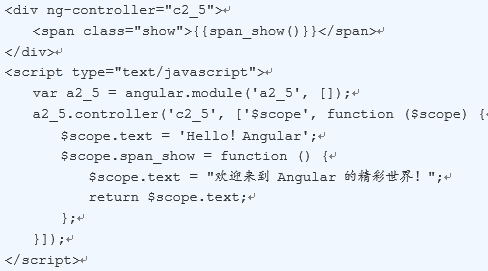 <div ng-controller="c2_5">↵
<span class="show">{{span_show()}}</span>↵
</div>↵
<script type="text/javascript">↵
var a2_5 = angular.module('a2_5', []);↵
a2_5.controller('c2_5', ['$scope', function ($scope) {↵
$scope.text = 'Hello! Angular';↵
$scope.span_show = function () {↵
$scope.text = "欢迎来到 Angular 的精彩世界！";↵
return $scope.text;↵
};↵
}]);↵
</script>↵